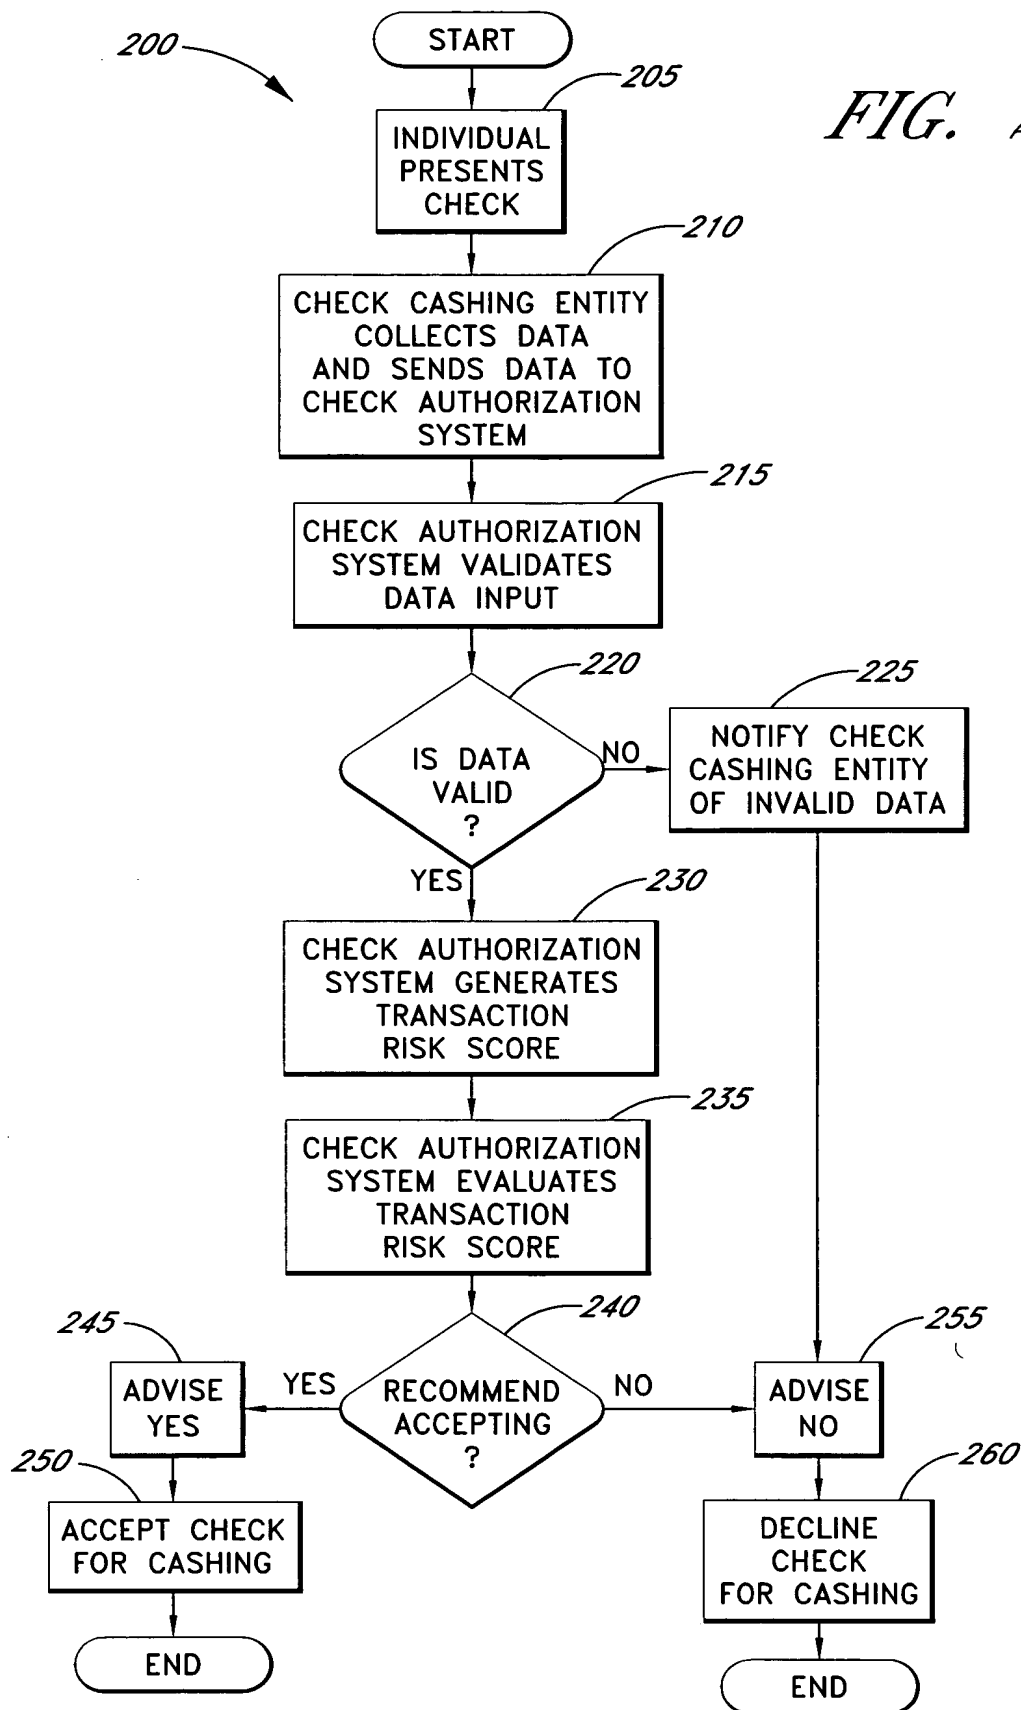 START
200
205
FIG.
INDIVIDUAL
PRESENTS
CHECK
210
CHECK CASHING ENTITY
COLLECTS DATA
AND SENDS DATA TO
CHECK AUTHORIZATION
SYSTEM
215
CHECK AUTHORIZATION
SYSTEM VALIDATES
DATA INPUT
220
IS DATA
VALID
?
NO
225
NOTIFY CHECK
CASHING ENTITY
OF INVALID DATA
YES
230
CHECK AUTHORIZATION
SYSTEM GENERATES
TRANSACTION
RISK SCORE
235
CHECK AUTHORIZATION
SYSTEM EVALUATES
TRANSACTION
RISK SCORE
240
RECOMMEND
ACCEPTING
?
YES
NO
245
ADVISE
YES
255
ADVISE
NO
250
ACCEPT CHECK
FOR CASHING
260
DECLINE
CHECK
FOR CASHING
END
END